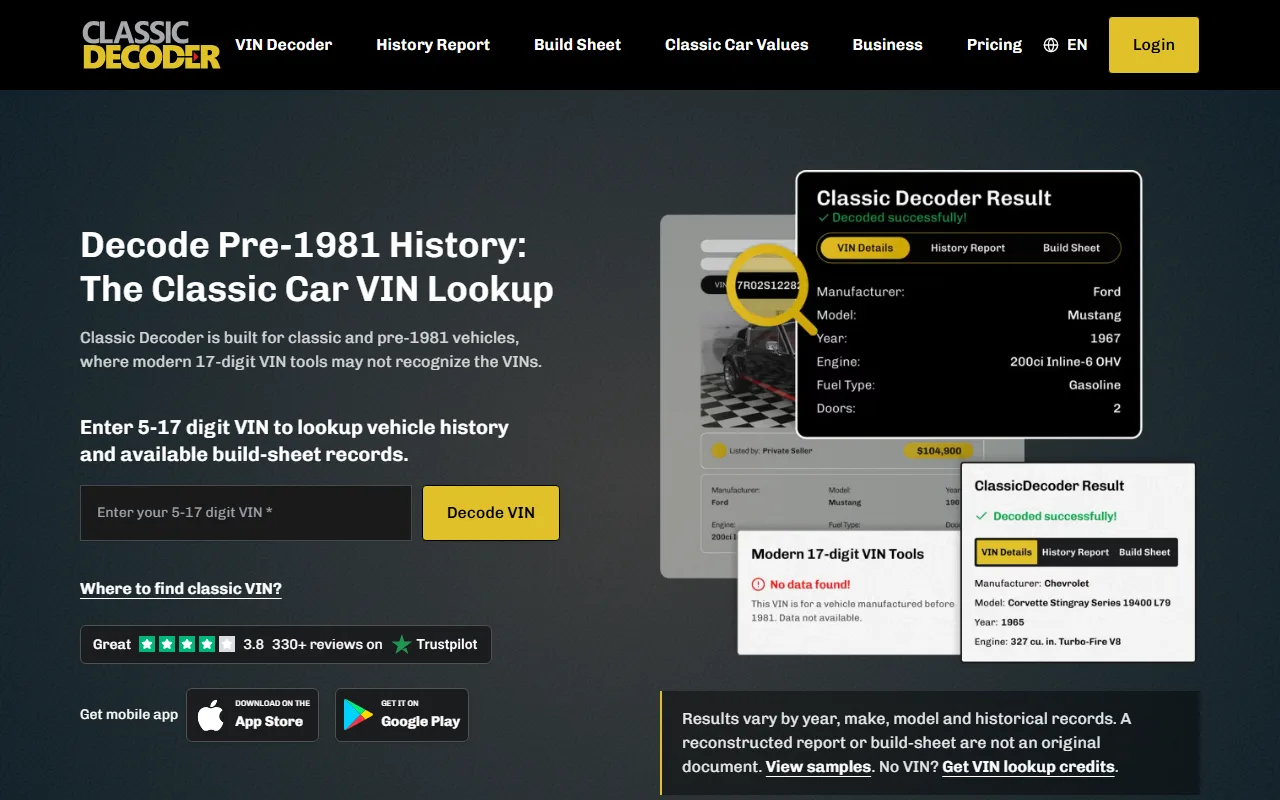 CLASSIC
DECODER
VIN Decoder
History Report
Build Sheet
Classic Car Values
Business
Pricing
EN
Login
Decode Pre-1981 History:
The Classic Car VIN Lookup
Classic Decoder is built for classic and pre-1981 vehicles,
where modern 17-digit VIN tools may not recognize the VINs.
Enter 5-17 digit VIN to lookup vehicle history
and available build-sheet records.
Enter your 5-17 digit VIN *
Decode VIN
Where to find classic VIN?
Great
3.8
330+ reviews on
Trustpilot
Get mobile app
DOWNLOAD ON THE
App Store
GET IT ON
Google Play
Classic Decoder Result
Decoded successfully!
VIN Details
History Report
Build Sheet
Manufacturer:
Ford
Model:
Mustang
Year:
1967
Engine:
200ci Inline-6 OHV
Fuel Type:
Gasoline
Doors:
2
VIN
7R02S12282
Listed by: Private Seller
$104,900
Manufacturer:
Ford
Model:
Mustang
Year
Engine:
Fuel Type:
Modern 17-digit VIN Tools
No data found!
This VIN is for a vehicle manufactured before
1981. Data not available.
ClassicDecoder Result
Decoded successfully!
VIN Details
History Report
Build Sheet
Manufacturer: Chevrolet
Model: Corvette Stingray Series 19400 L79
Year: 1965
Engine: 327 cu. in. Turbo-Fire V8
Results vary by year, make, model and historical records. A
reconstructed report or build-sheet are not an original
document. View samples. No VIN? Get VIN lookup credits.